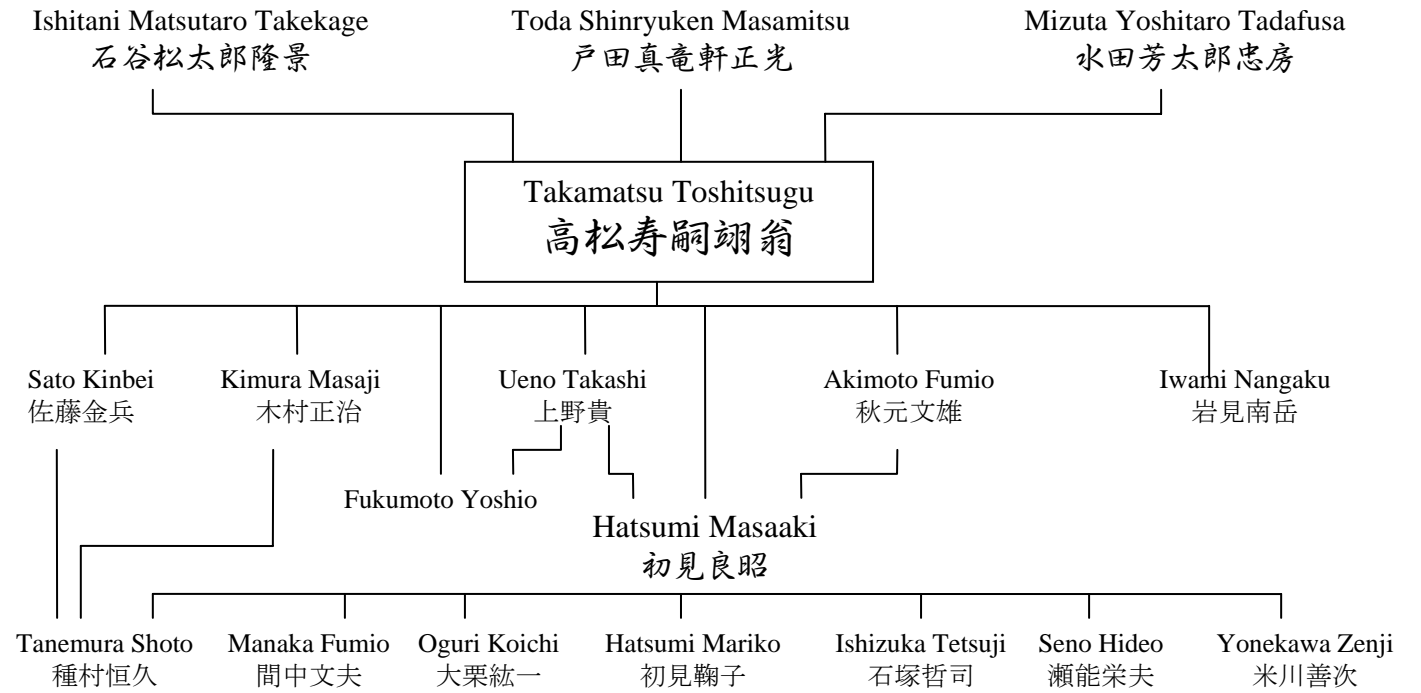 Ishitani Matsutaro Takekage
石谷松太郎隆景
Toda Shinryuken Masamitsu
戸田真竜軒正光
Mizuta Yoshitaro Tadafusa
水田芳太郎忠房
Takamatsu Toshitsugu
高松寿嗣翊翁
Sato Kinbei
佐藤金兵
Kimura Masaji
木村正治
Ueno Takashi
上野貴
Akimoto Fumio
秋元文雄
Iwami Nangaku
岩見南岳
Fukumoto Yoshio
Hatsumi Masaaki
初見良昭
Tanemura Shoto
種村恒久
Manaka Fumio
間中文夫
Oguri Koichi
大栗紘一
Hatsumi Mariko
初見鞠子
Ishizuka Tetsuji
石塚哲司
Seno Hideo
瀬能栄夫
Yonekawa Zenji
米川善次